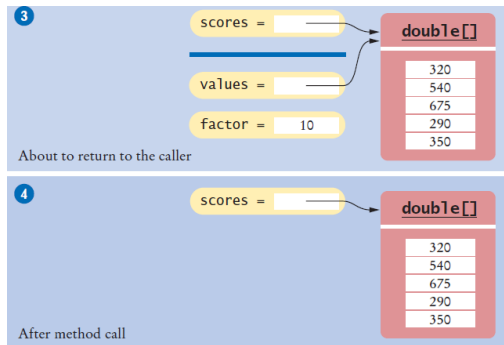 3
scores =
double[]
values =
factor = 10
320
540
675
290
350
About to return to the caller
4
scores =
double[]
320
540
675
290
350
After method call